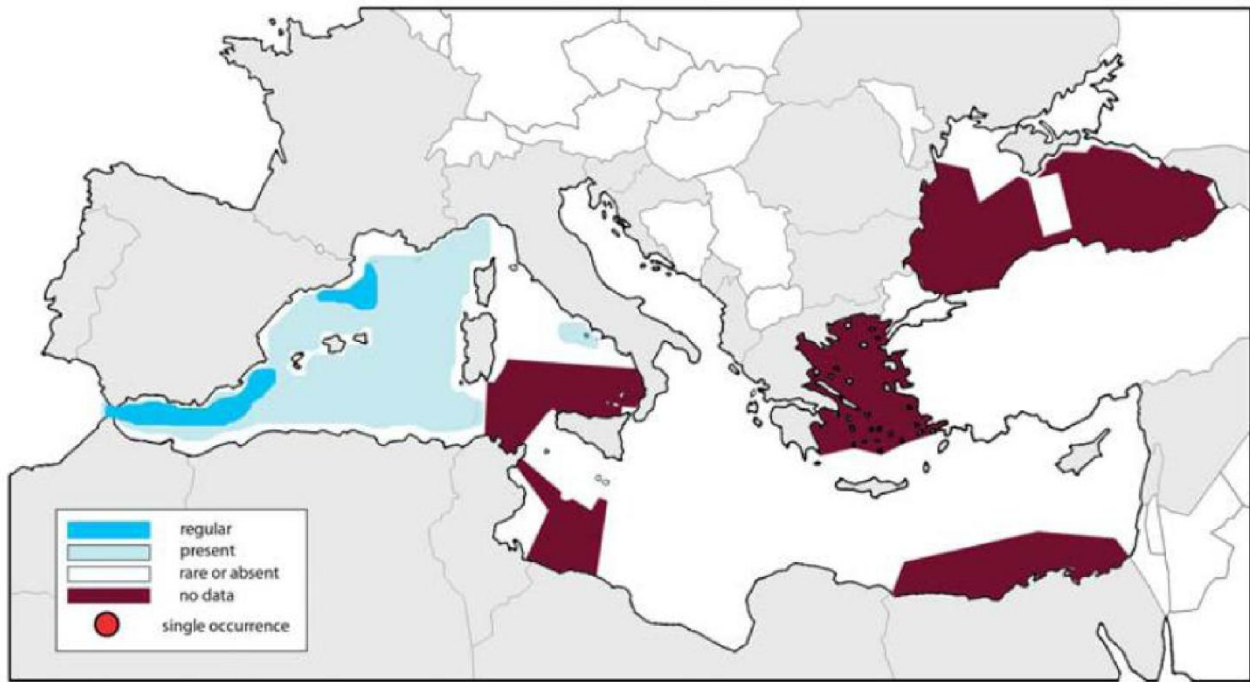 regular
present
rare or absent
no data
single occurrence